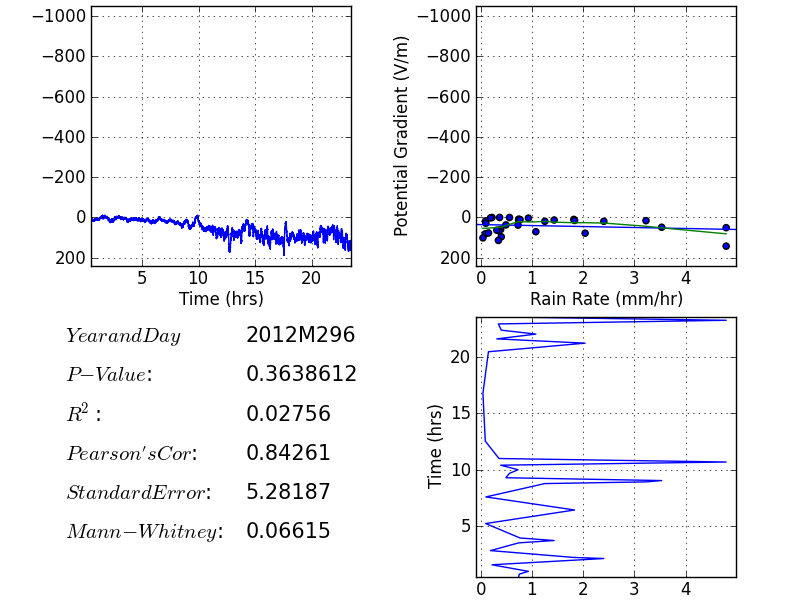 −1000
−800
−600
−400
−200
0
200
5 10 15 20
Time (hrs)
Potential Gradient (V/m)
−1000
−800
−600
−400
−200
0
200
0 1 2 3 4
Rain Rate (mm/hr)
YearandDay 2012M296
P−Value: 0.3638612
R² : 0.02756
Pearson'sCor: 0.84261
StandardError: 5.28187
Mann−Whitney: 0.06615
Time (hrs)
20
15
10
5
0 1 2 3 4